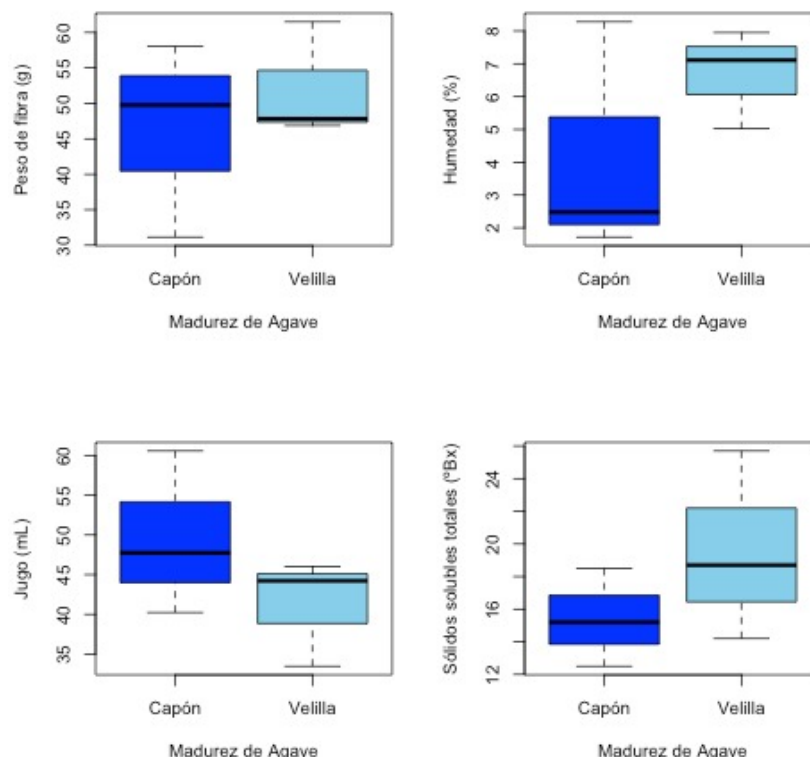 Peso de fibra (g)
60
55
50
45
40
35
30
Capón Velilla
Madurez de Agave
Humedad (%)
8
7
6
5
4
3
2
Capón Velilla
Madurez de Agave
Jugo (mL)
60
55
50
45
40
35
Capón Velilla
Madurez de Agave
Sólidos solubles totales (ºBx)
24
20
16
12
Capón Velilla
Madurez de Agave